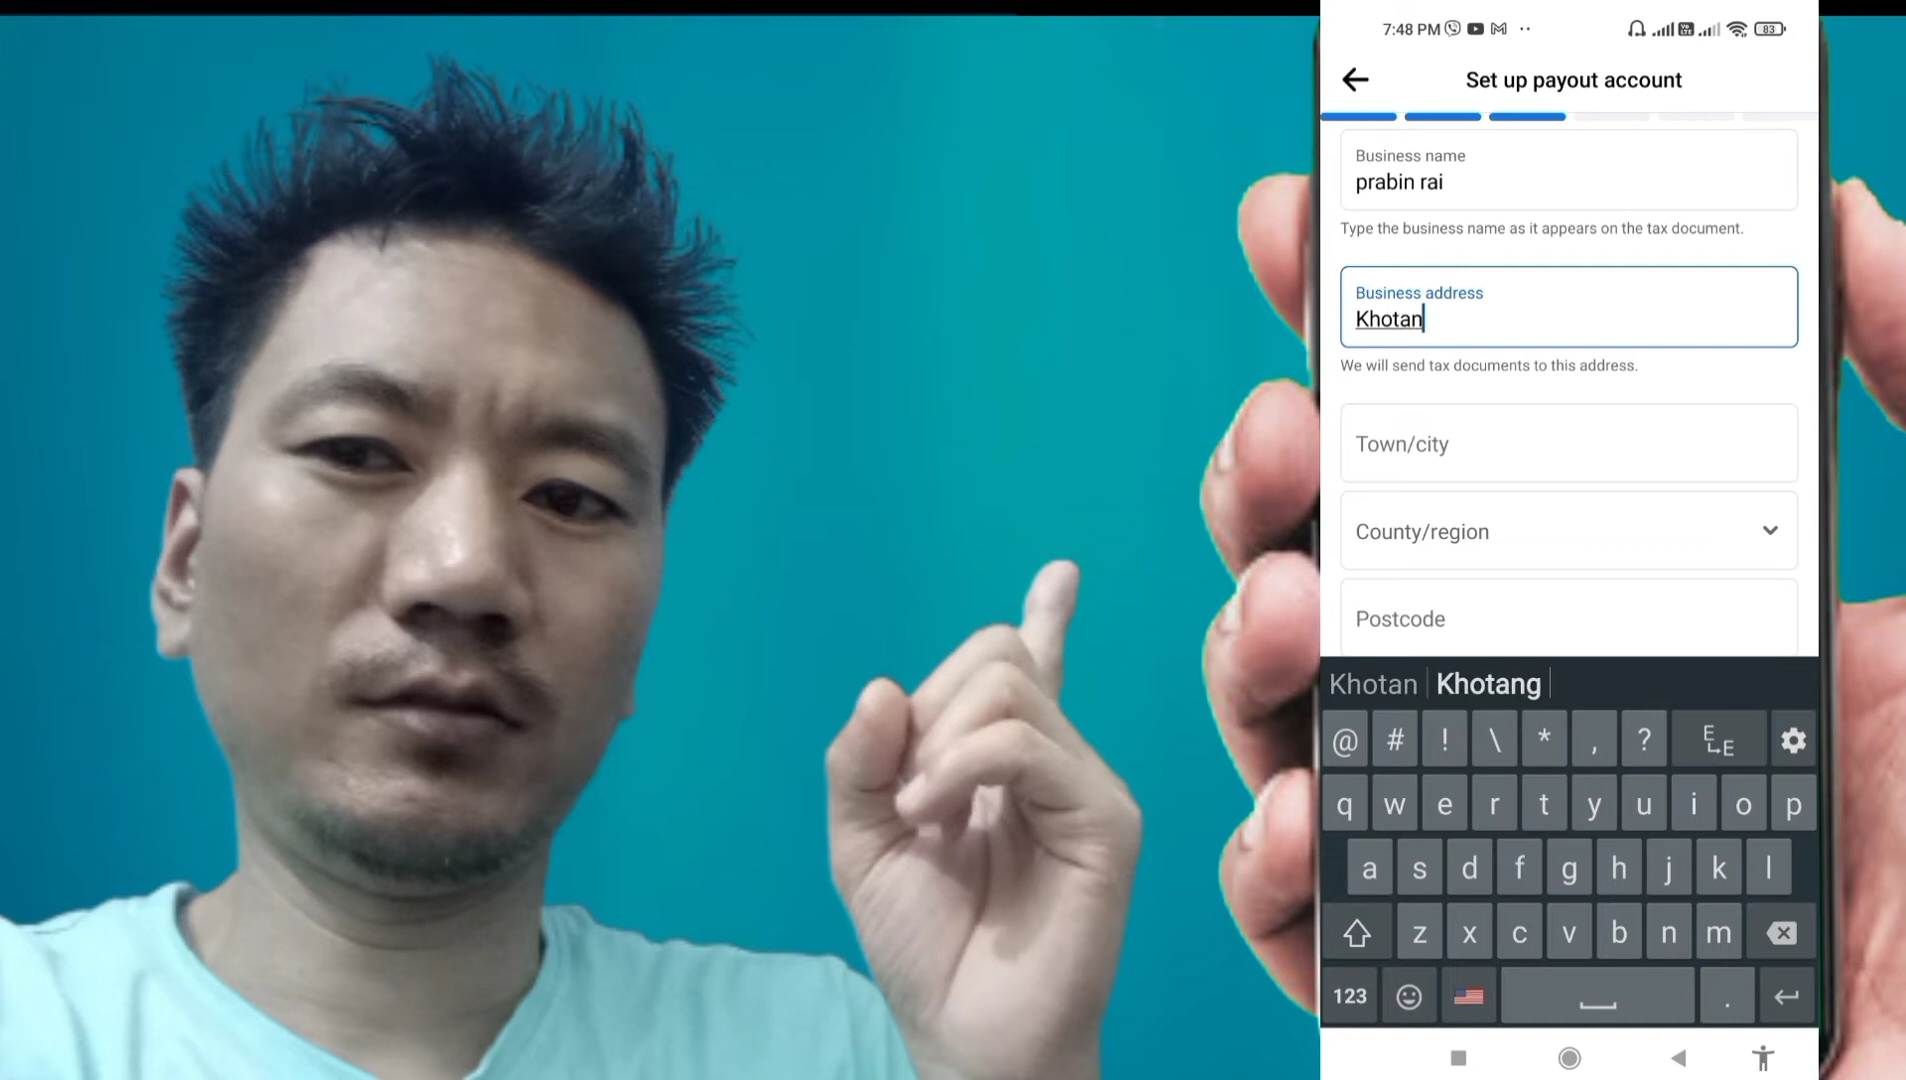 7:48 PM
83
Set up payout account
Business name
prabin rai
Type the business name as it appears on the tax document.
Business address
Khotan
We will send tax documents to this address.
Town/city
County/region
Postcode
Khotan Khotang
@ # ! \ * , ? E E
q w e r t y u i o p
a s d f g h j k l
z x c v b n m
123 .